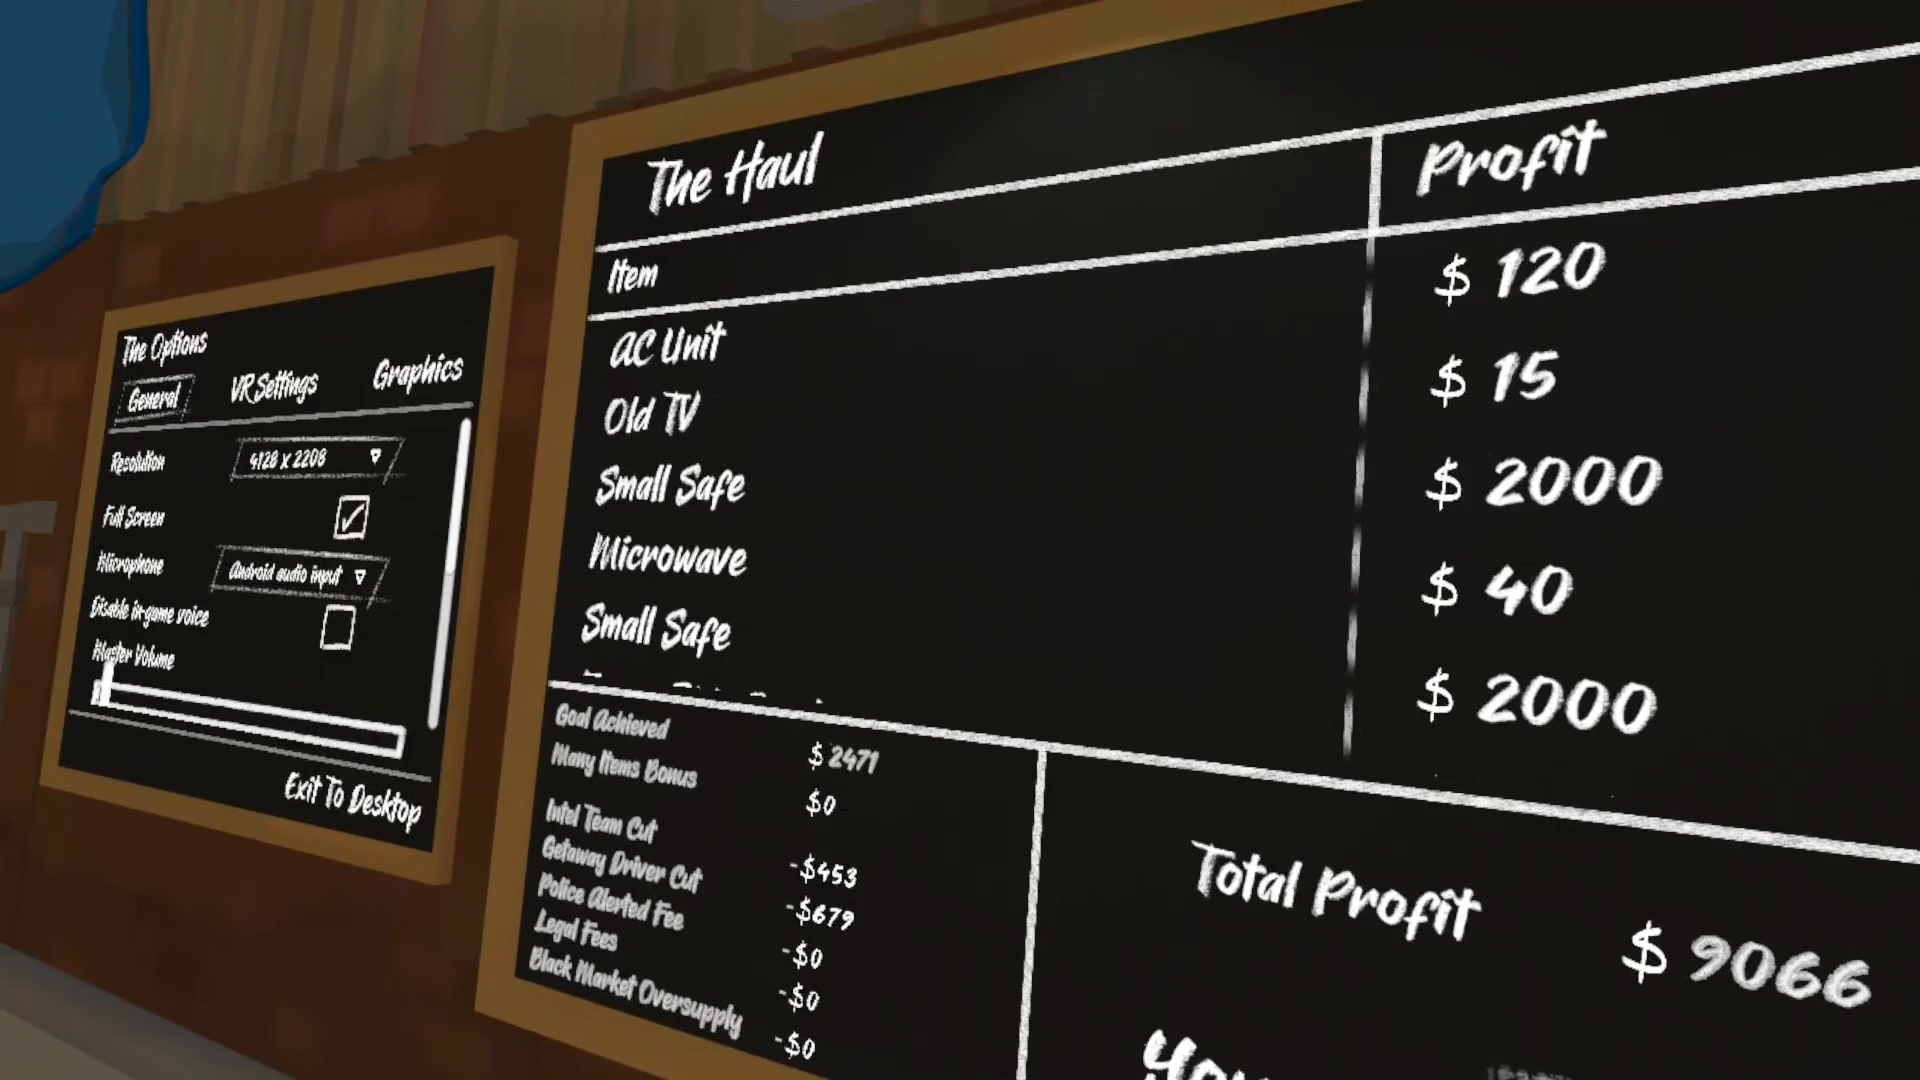 The Options
General VR Settings Graphics
Resolution 4128 x 2208
Full Screen
Microphone Android audio input
Disable in-game voice
Master Volume
Exit To Desktop
The Haul
Profit
Item
AC Unit $ 120
Old TV $ 15
Small Safe $ 2000
Microwave $ 40
Small Safe $ 2000
Goal Achieved $ 2471
Many Items Bonus $0
Intel Team Cut -$453
Getaway Driver Cut -$679
Police Alerted Fee -$0
Legal Fees -$0
Black Market Oversupply -$0
Total Profit $ 9066